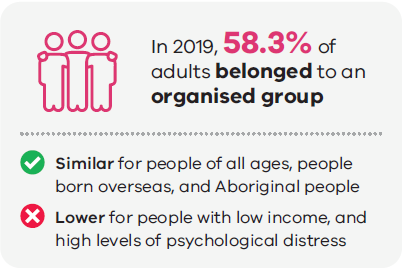 In 2019, 58.3% of
adults belonged to an
organised group
Similar for people of all ages, people
born overseas, and Aboriginal people
Lower for people with low income, and
high levels of psychological distress